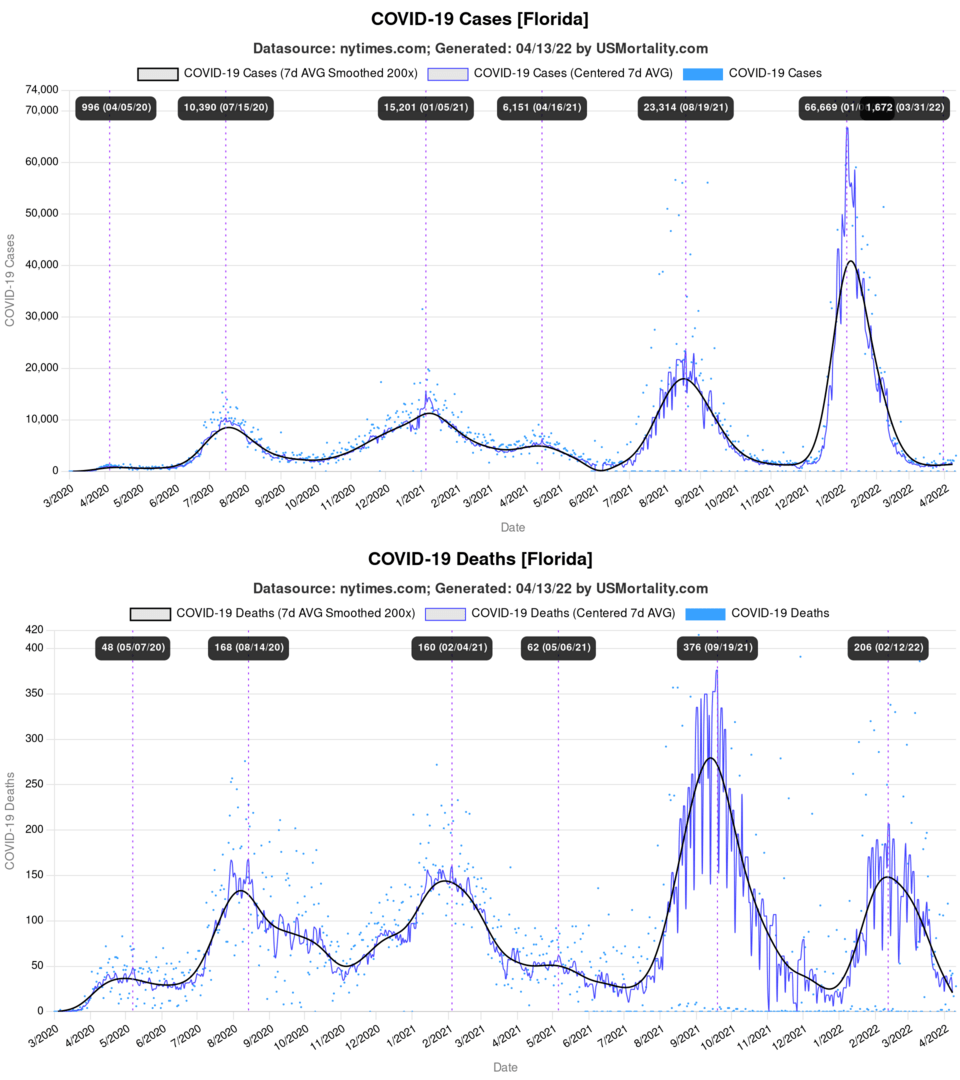 COVID-19 Cases [Florida]
Datasource: nytimes.com; Generated: 04/13/22 by USMortality.com
COVID-19 Cases (7d AVG Smoothed 200x) COVID-19 Cases (Centered 7d AVG) COVID-19 Cases
74,000
996 (04/05/20) 10,390 (07/15/20) 15,201 (01/05/21) 6,151 (04/16/21) 23,314 (08/19/21) 66,669 (01/ 1,672 (03/31/22)
70,000
60,000
50,000
40,000
30,000
20,000
10,000
0
COVID-19 Cases
3/2020 4/2020 5/2020 6/2020 7/2020 8/2020 9/2020 10/2020 11/2020 12/2020 1/2021 2/2021 3/2021 4/2021 5/2021 6/2021 7/2021 8/2021 9/2021 10/2021 11/2021 12/2021 1/2022 2/2022 3/2022 4/2022
Date
COVID-19 Deaths [Florida]
Datasource: nytimes.com; Generated: 04/13/22 by USMortality.com
COVID-19 Deaths (7d AVG Smoothed 200x) COVID-19 Deaths (Centered 7d AVG) COVID-19 Deaths
420
400
48 (05/07/20) 168 (08/14/20) 160 (02/04/21) 62 (05/06/21) 376 (09/19/21) 206 (02/12/22)
350
300
250
200
150
100
50
0
COVID-19 Deaths
3/2020 4/2020 5/2020 6/2020 7/2020 8/2020 9/2020 10/2020 11/2020 12/2020 1/2021 2/2021 3/2021 4/2021 5/2021 6/2021 7/2021 8/2021 9/2021 10/2021 11/2021 12/2021 1/2022 2/2022 3/2022 4/2022
Date